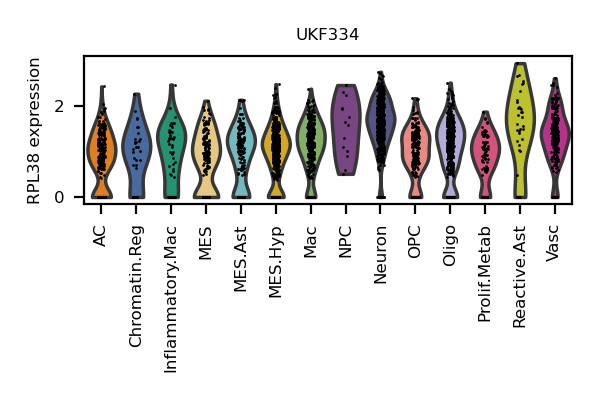 UKF334
RPL38 expression
2
0
AC
Chromatin.Reg
Inflammatory.Mac
MES
MES.Ast
MES.Hyp
Mac
NPC
Neuron
OPC
Oligo
Prolif.Metab
Reactive.Ast
Vasc